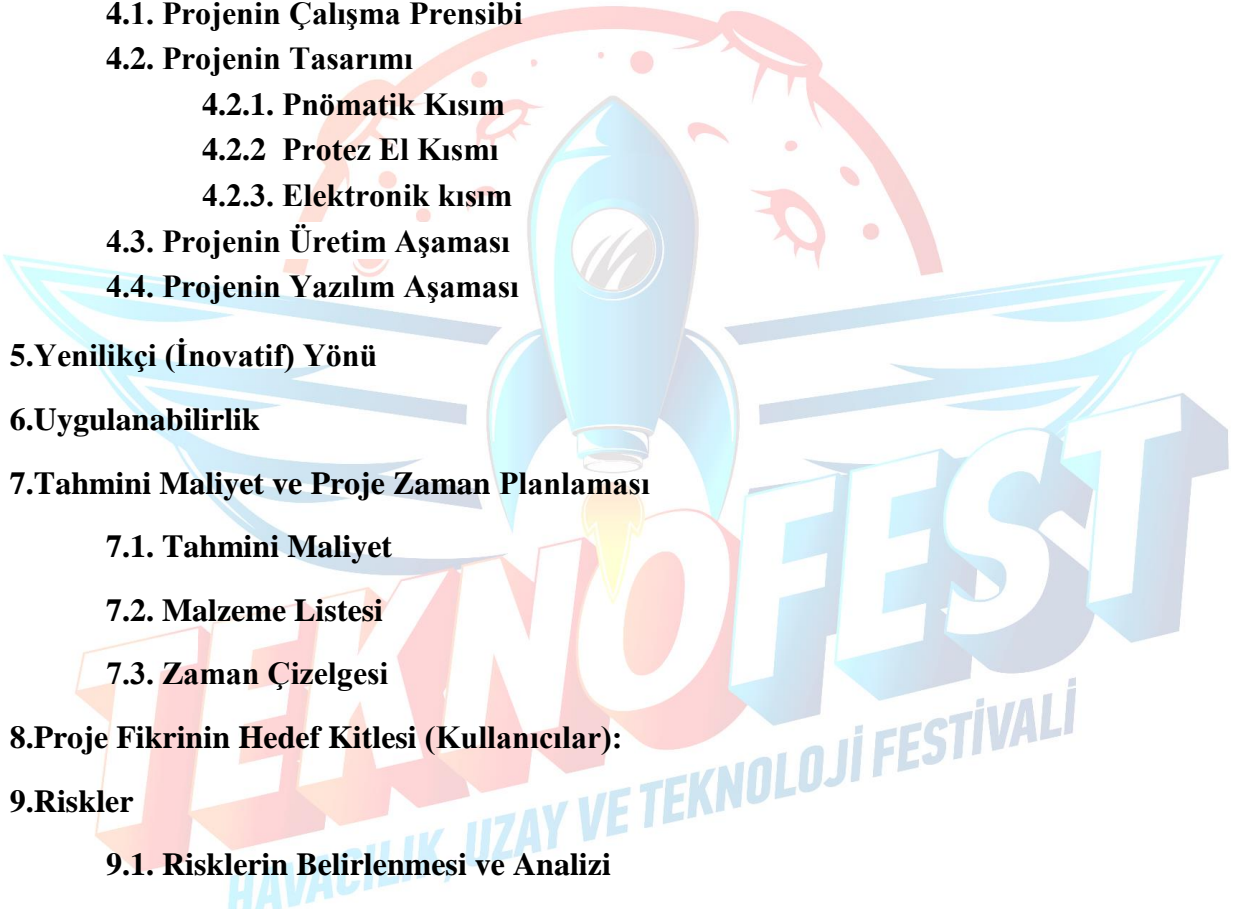 4.1. Projenin Çalışma Prensibi
4.2. Projenin Tasarımı
4.2.1. Pnömatik Kısım
4.2.2 Protez El Kısmı
4.2.3. Elektronik kısım
4.3. Projenin Üretim Aşaması
4.4. Projenin Yazılım Aşaması
5.Yenilikçi (İnovatif) Yönü
6.Uygulanabilirlik
7.Tahmini Maliyet ve Proje Zaman Planlaması
7.1. Tahmini Maliyet
7.2. Malzeme Listesi
7.3. Zaman Çizelgesi
8.Proje Fikrinin Hedef Kitlesi (Kullanıcılar):
9.Riskler
9.1. Risklerin Belirlenmesi ve Analizi
TEKNOFEST
HAVACILIK, UZAY VE TEKNOLOJİ FESTİVALİ